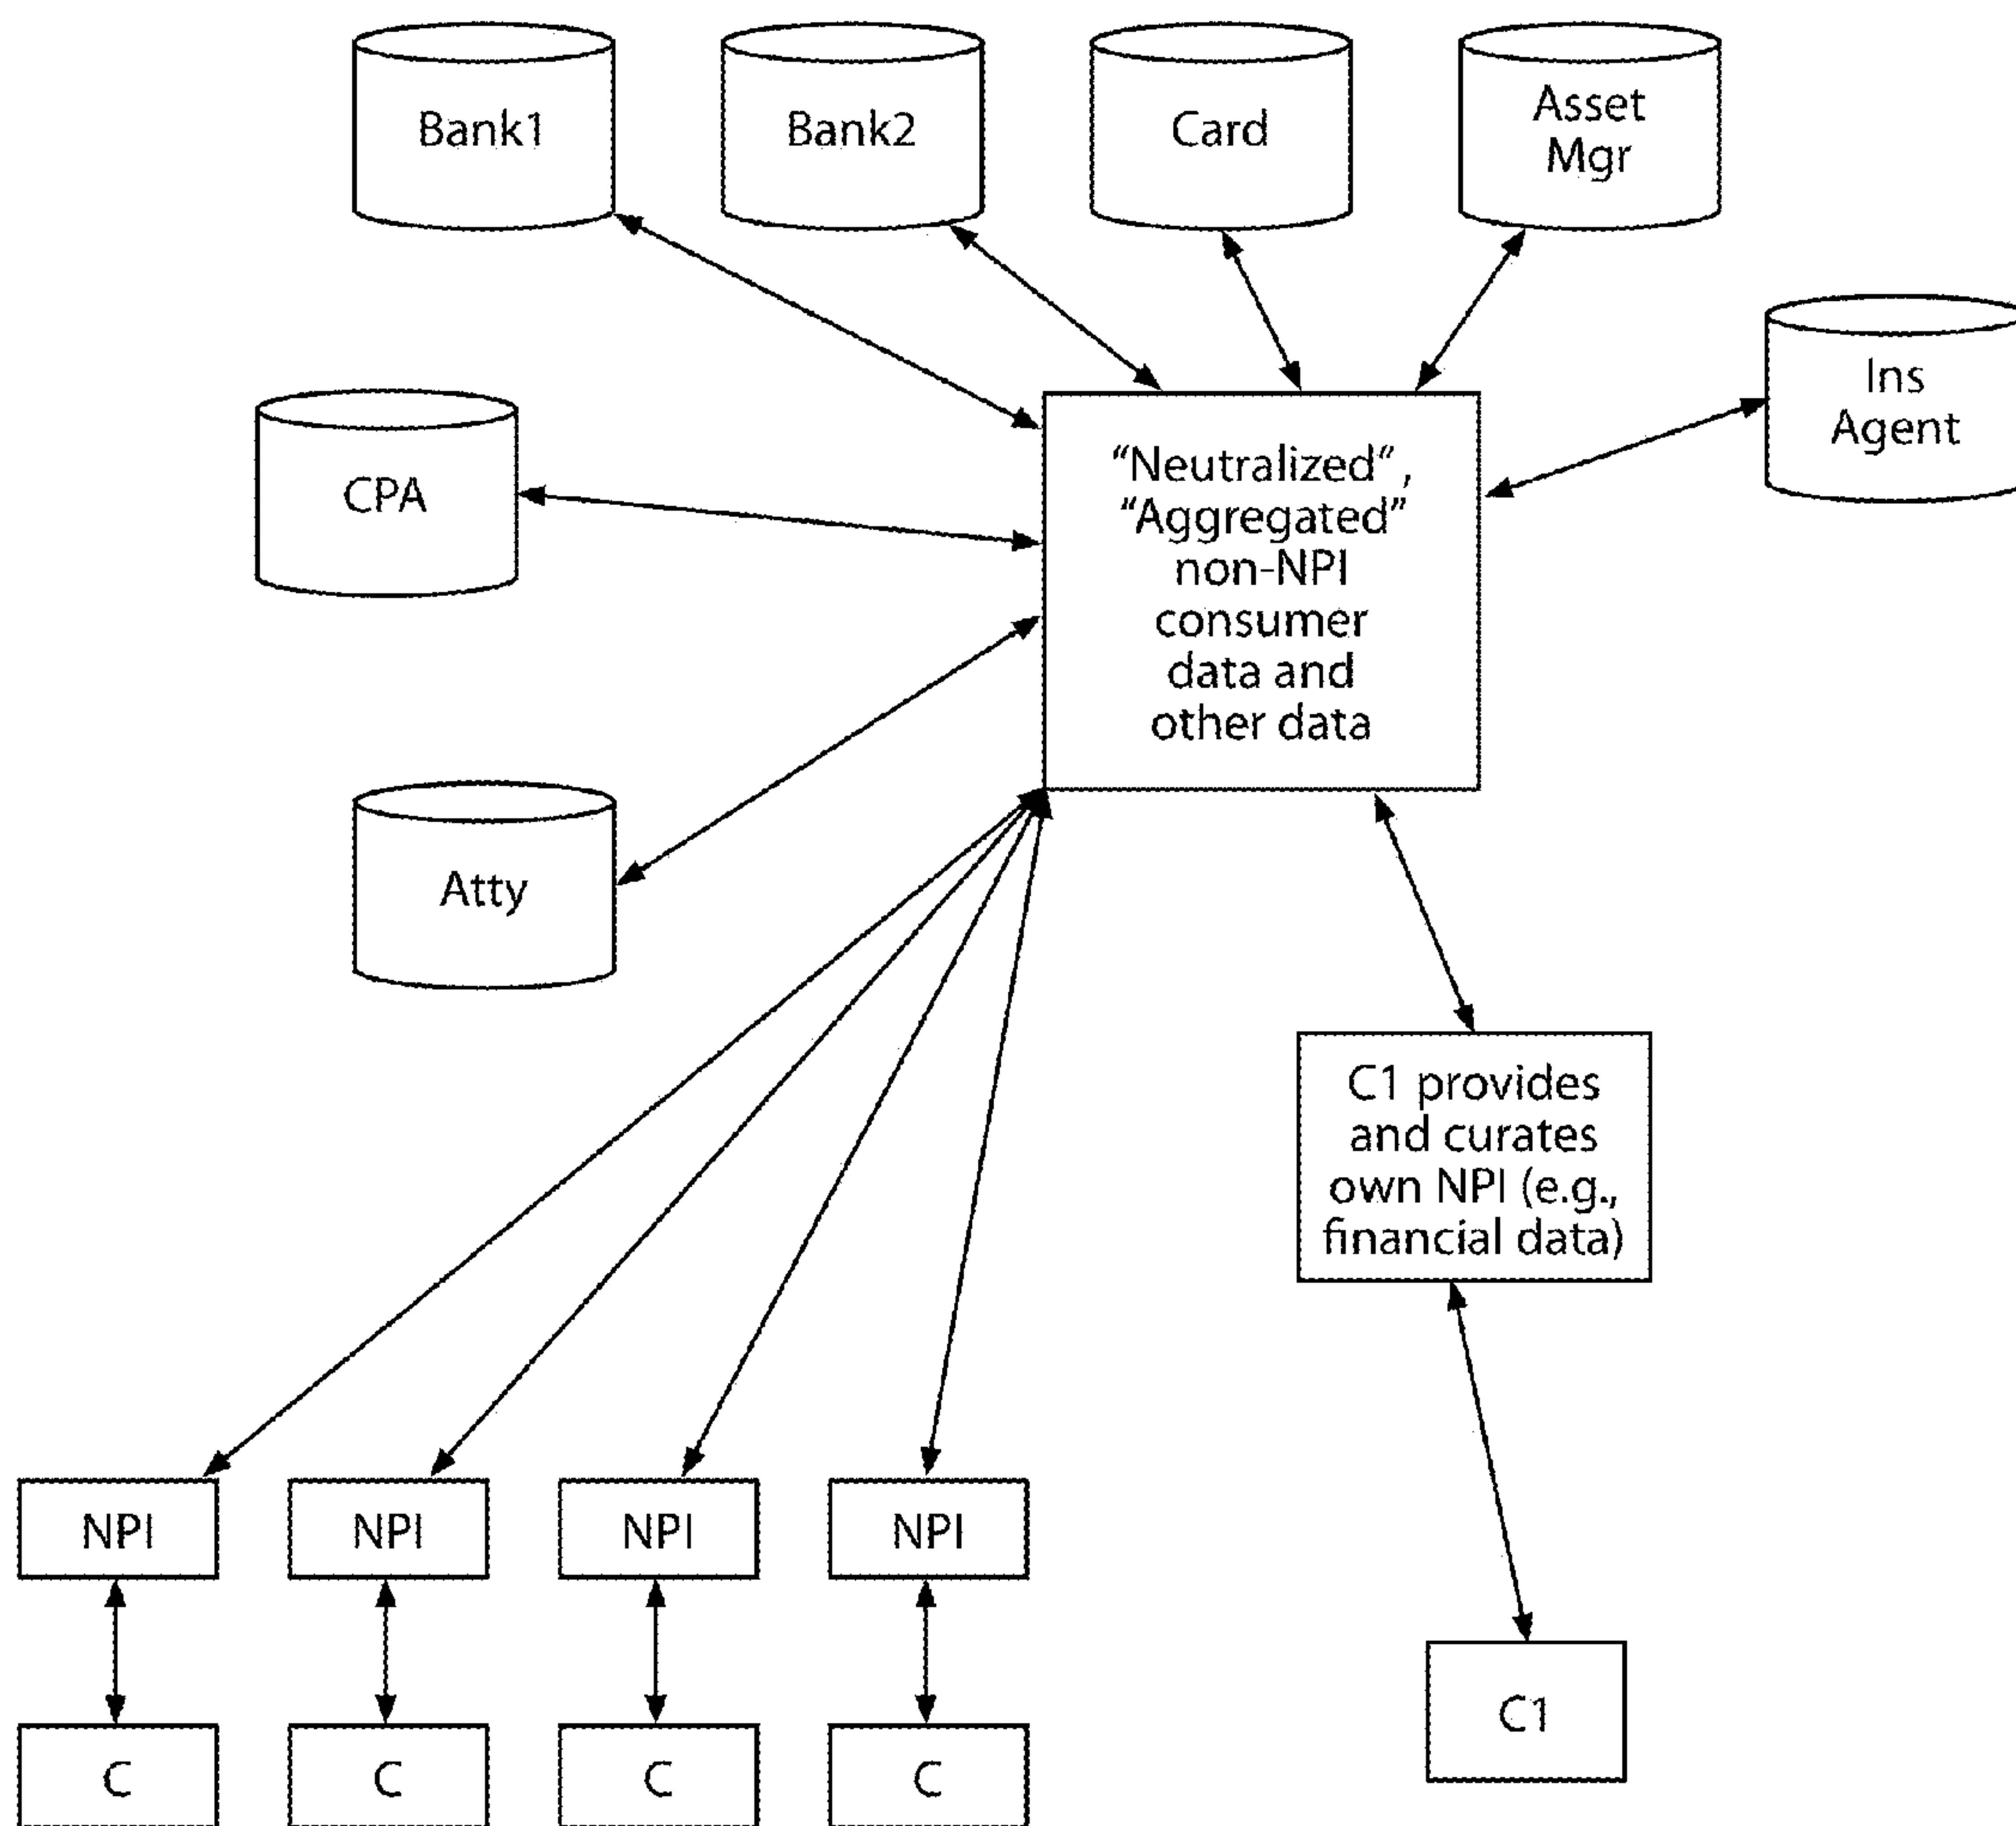 Bank1
Bank2
Card
Asset
Mgr
Ins
Agent
CPA
“Neutralized”,
“Aggregated”
non-NPI
consumer
data and
other data
Atty
C1 provides
and curates
own NPI (e.g.,
financial data)
NPI
NPI
NPI
NPI
C1
C
C
C
C